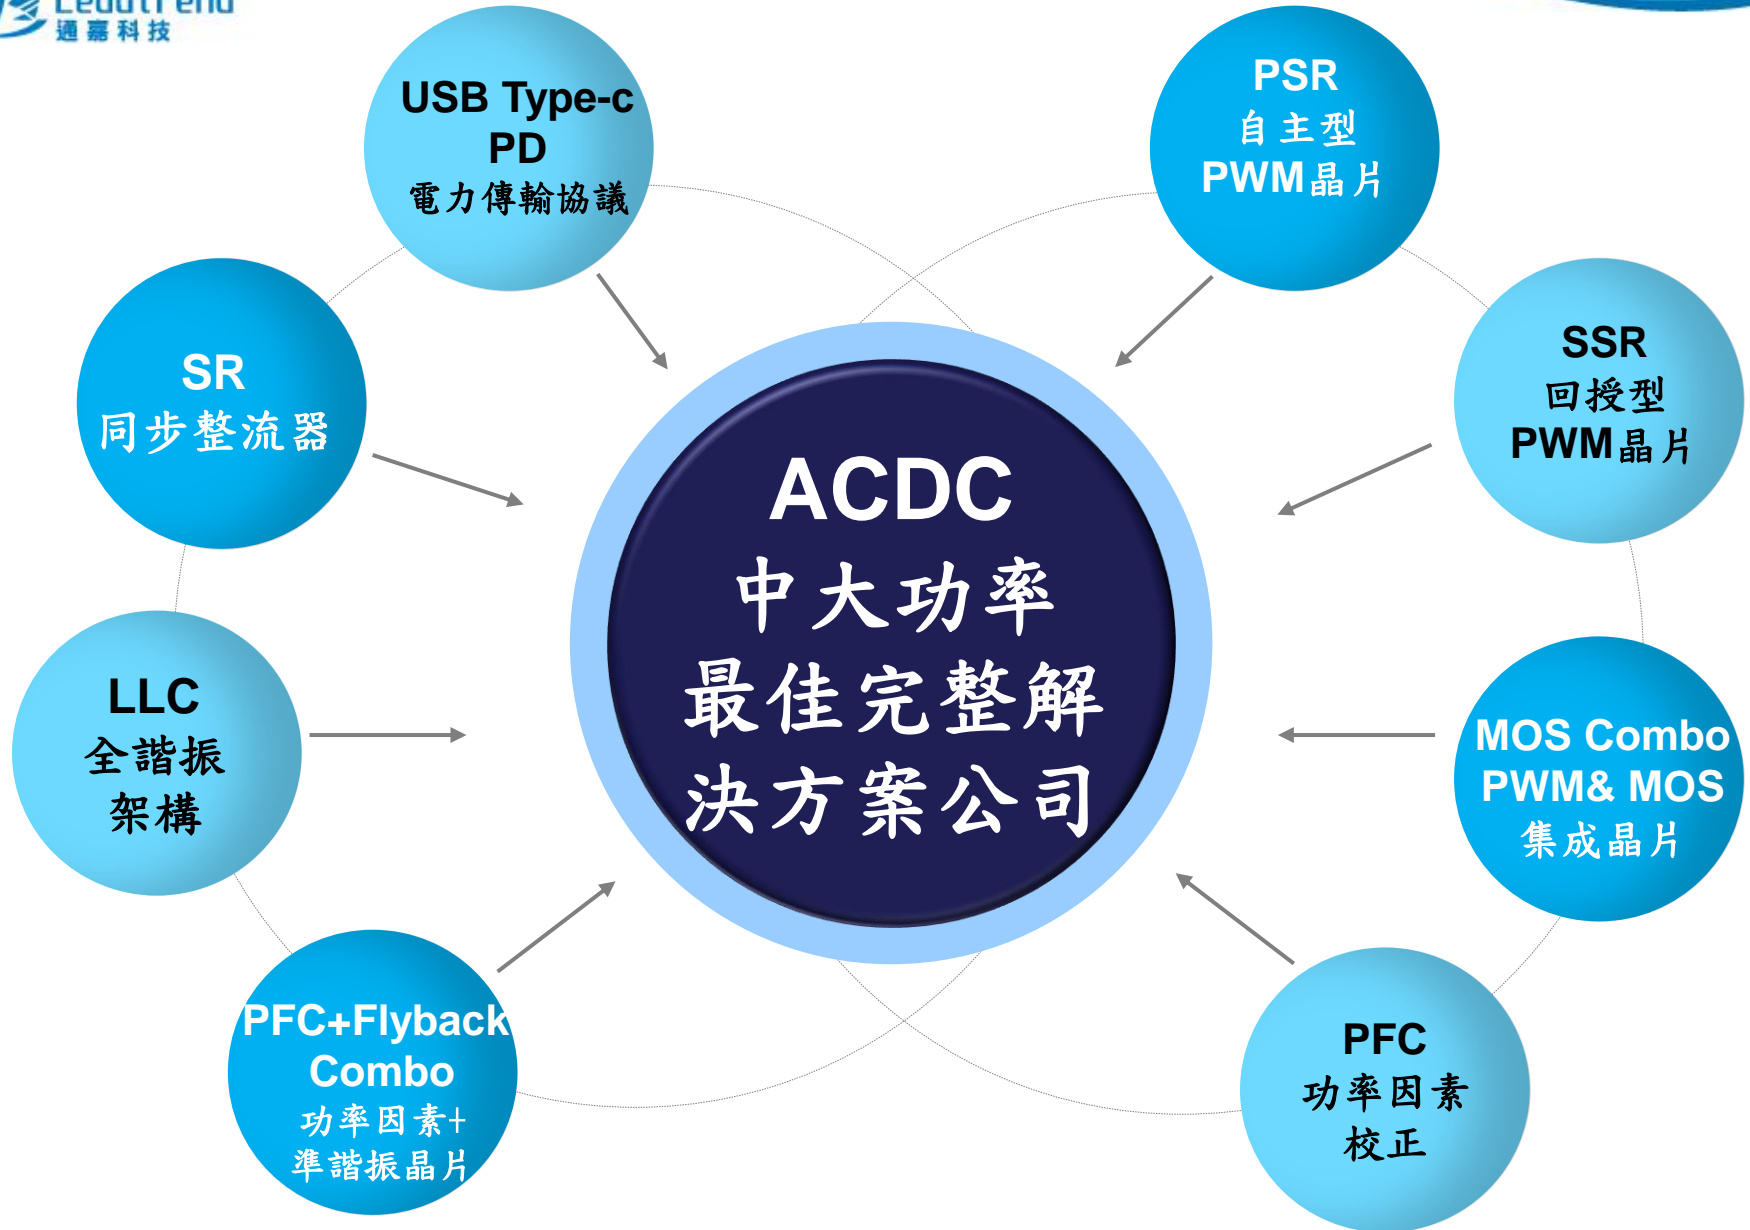 Leadtrend
通嘉科技
USB Type-c
PD
電力傳輸協議
PSR
自主型
PWM晶片
SR
同步整流器
SSR
回授型
PWM晶片
ACDC
中大功率
最佳完整解
決方案公司
LLC
全諧振
架構
MOS Combo
PWM& MOS
集成晶片
PFC+Flyback
Combo
功率因素+
準諧振晶片
PFC
功率因素
校正